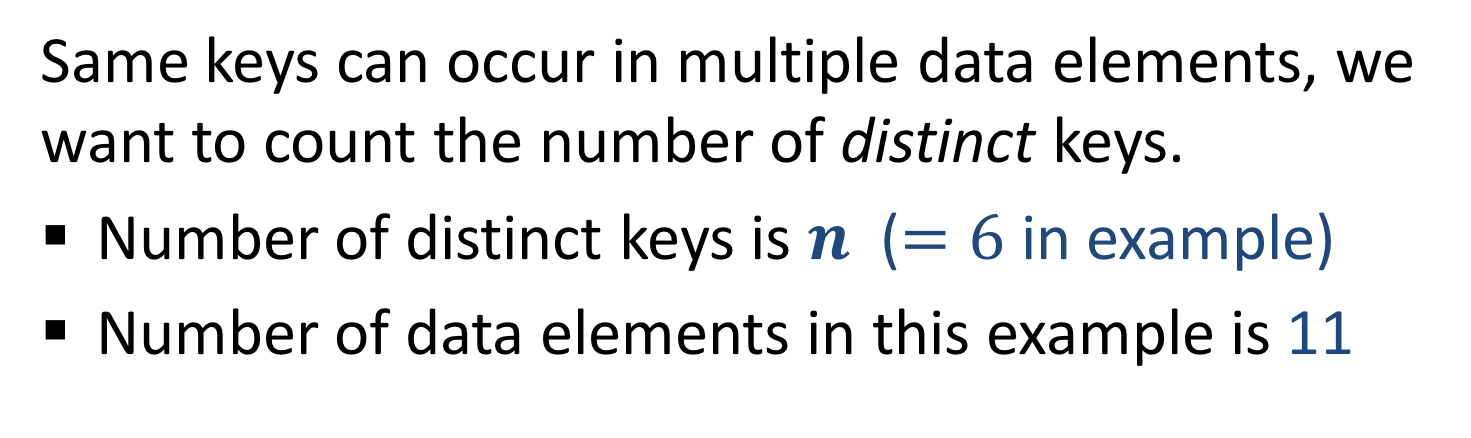 Same keys can occur in multiple data elements, we
want to count the number of distinct keys.
▪ Number of distinct keys is n (= 6 in example)
▪ Number of data elements in this example is 11